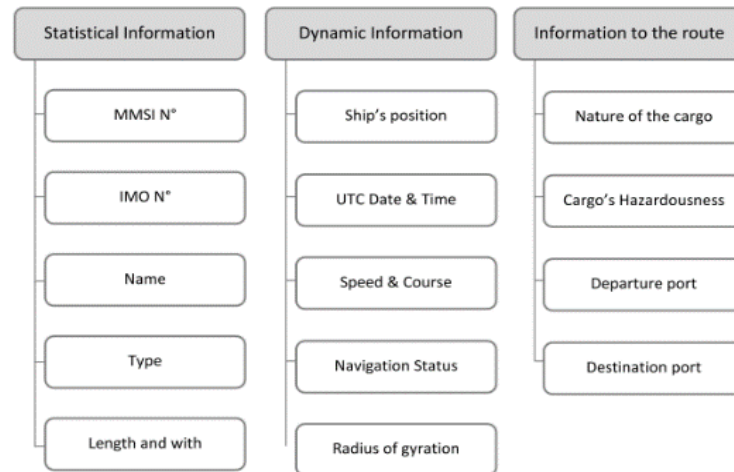 Statistical Information
MMSI N°
IMO N°
Name
Type
Length and with
Dynamic Information
Ship's position
UTC Date & Time
Speed & Course
Navigation Status
Radius of gyration
Information to the route
Nature of the cargo
Cargo's Hazardousness
Departure port
Destination port